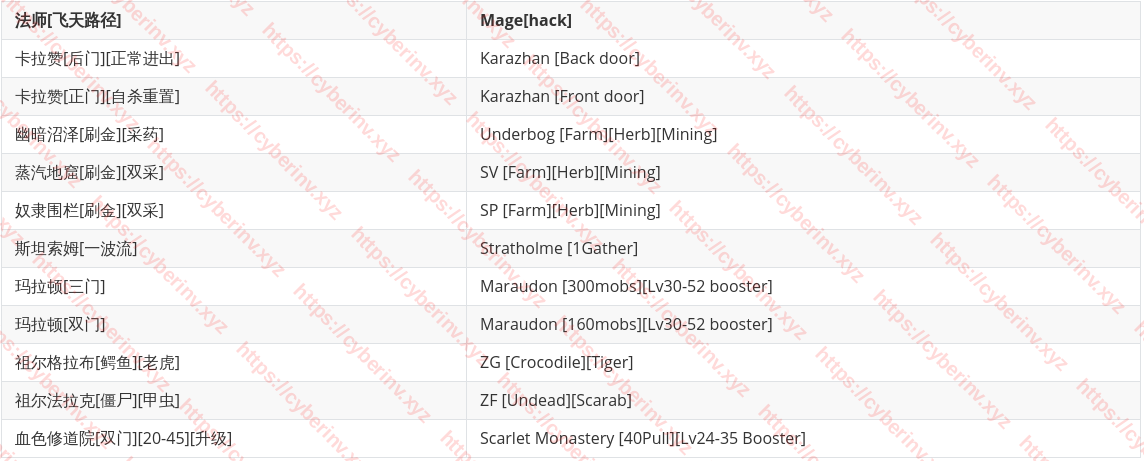 法师[飞天路径] Mage[hack]
卡拉赞[后门][正常进出] Karazhan [Back door]
卡拉赞[正门][自杀重置] Karazhan [Front door]
幽暗沼泽[刷金][采药] Underbog [Farm][Herb][Mining]
蒸汽地窟[刷金][双采] SV [Farm][Herb][Mining]
奴隶围栏[刷金][双采] SP [Farm][Herb][Mining]
斯坦索姆[一波流] Stratholme [1Gather]
玛拉顿[三门] Maraudon [300mobs][Lv30-52 booster]
玛拉顿[双门] Maraudon [160mobs][Lv30-52 booster]
祖尔格拉布[鳄鱼][老虎] ZG [Crocodile][Tiger]
祖尔法拉克[僵尸][甲虫] ZF [Undead][Scarab]
血色修道院[双门][20-45][升级] Scarlet Monastery [40Pull][Lv24-35 Booster]
https://cyberinv.xyz